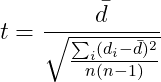 t = \frac{\bar{d}}{\sqrt{\frac{\sum_i (d_i - \bar{d})^2}{n(n-1)}}}